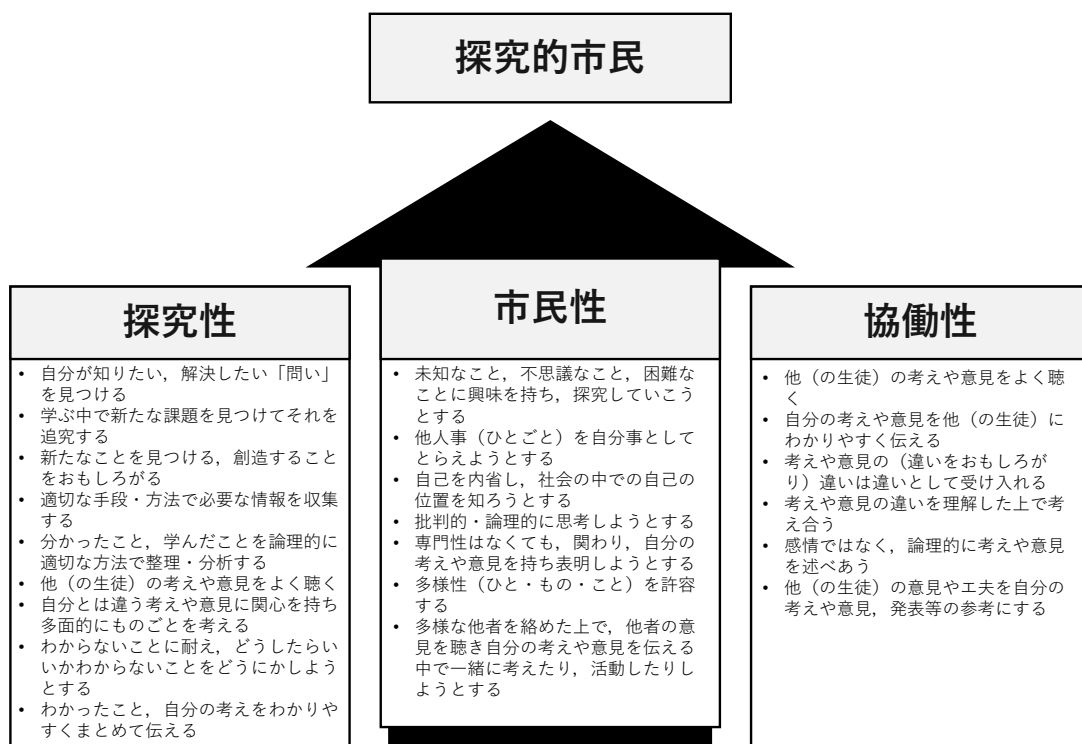 探究的市民
探究性
• 自分が知りたい，解決したい「問い」
を見つける
• 学ぶ中で新たな課題を見つけてそれを
追究する
• 新たなことを見つける，創造すること
をおもしろがる
• 適切な手段・方法で必要な情報を収集
する
• 分かったこと，学んだことを論理的に
適切な方法で整理・分析する
• 他（の生徒）の考えや意見をよく聴く
• 自分とは違う考えや意見に関心を持ち
多面的にものごとを考える
• わからないことに耐え，どうしたらい
いかわからないことをどうにかしよう
とする
• わかったこと，自分の考えをわかりや
すくまとめて伝える
市民性
• 未知なこと，不思議なこと，困難な
ことに興味を持ち，探究していこう
とする
• 他人事（ひとごと）を自分事として
とらえようとする
• 自己を内省し，社会の中での自己の
位置を知ろうとする
• 批判的・論理的に思考しようとする
• 専門性はなくても，関わり，自分の
考えや意見を持ち表明しようとする
• 多様性（ひと・もの・こと）を許容
する
• 多様な他者を絡めた上で，他者の意
見を聴き自分の考えや意見を伝える
中で一緒に考えたり，活動したりし
ようとする
協働性
• 他（の生徒）の考えや意見をよく聴
く
• 自分の考えや意見を他（の生徒）に
わかりやすく伝える
• 考えや意見の（違いをおもしろが
り）違いは違いとして受け入れる
• 考えや意見の違いを理解した上で考
え合う
• 感情ではなく，論理的に考えや意見
を述べあう
• 他（の生徒）の意見や工夫を自分の
考えや意見，発表等の参考にする